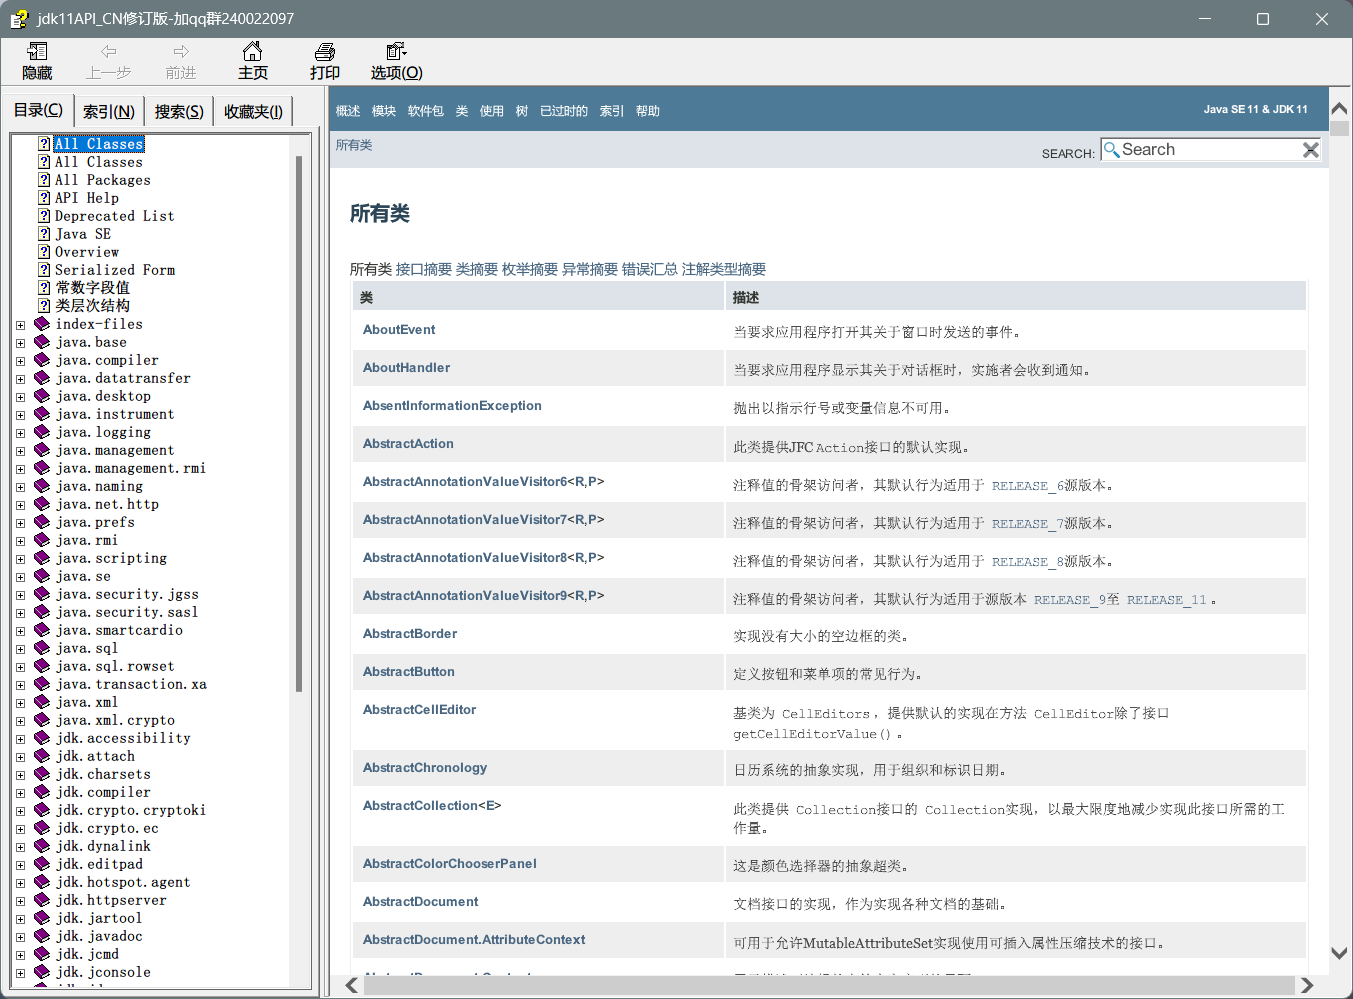 jdk11API_CN修订版-加qq群240022097
隐藏 上一步 前进 主页 打印 选项(O)
目录(C) 索引(N) 搜索(S) 收藏夹(I)
All Classes
All Classes
All Packages
API Help
Deprecated List
Java SE
Overview
Serialized Form
常数字段值
类层次结构
index-files
java.base
java.compiler
java.datatransfer
java.desktop
java.instrument
java.logging
java.management
java.management.rmi
java.naming
java.net.http
java.prefs
java.rmi
java.scripting
java.se
java.security.jgss
java.security.sasl
java.smartcardio
java.sql
java.sql.rowset
java.transaction.xa
java.xml
java.xml.crypto
jdk.accessibility
jdk.attach
jdk.charsets
jdk.compiler
jdk.crypto.cryptoki
jdk.crypto.ec
jdk.dynalink
jdk.editpad
jdk.hotspot.agent
jdk.httpserver
jdk.jartool
jdk.javadoc
jdk.jcmd
jdk.jconsole
概述 模块 软件包 类 使用 树 已过时的 索引 帮助
Java SE 11 & JDK 11
所有类
SEARCH: Search
所有类
所有类 接口摘要 类摘要 枚举摘要 异常摘要 错误汇总 注解类型摘要
类 描述
AboutEvent 当要求应用程序打开其关于窗口时发送的事件。
AboutHandler 当要求应用程序显示其关于对话框时，实施者会收到通知。
AbsentInformationException 抛出以指示行号或变量信息不可用。
AbstractAction 此类提供JFC Action接口的默认实现。
AbstractAnnotationValueVisitor6<R,P> 注释值的骨架访问者，其默认行为适用于 RELEASE_6源版本。
AbstractAnnotationValueVisitor7<R,P> 注释值的骨架访问者，其默认行为适用于 RELEASE_7源版本。
AbstractAnnotationValueVisitor8<R,P> 注释值的骨架访问者，其默认行为适用于 RELEASE_8源版本。
AbstractAnnotationValueVisitor9<R,P> 注释值的骨架访问者，其默认行为适用于源版本 RELEASE_9至 RELEASE_11 。
AbstractBorder 实现没有大小的空边框的类。
AbstractButton 定义按钮和菜单项的常见行为。
AbstractCellEditor 基类为 CellEditors ，提供默认的实现在方法 CellEditor除了接口
getCellEditorValue() 。
AbstractChronology 日历系统的抽象实现，用于组织和标识日期。
AbstractCollection<E> 此类提供 Collection接口的 Collection实现，以最大限度地减少实现此接口所需的工
作量。
AbstractColorChooserPanel 这是颜色选择器的抽象超类。
AbstractDocument 文档接口的实现，作为实现各种文档的基础。
AbstractDocument.AttributeContext 可用于允许MutableAttributeSet实现使用可插入属性压缩技术的接口。